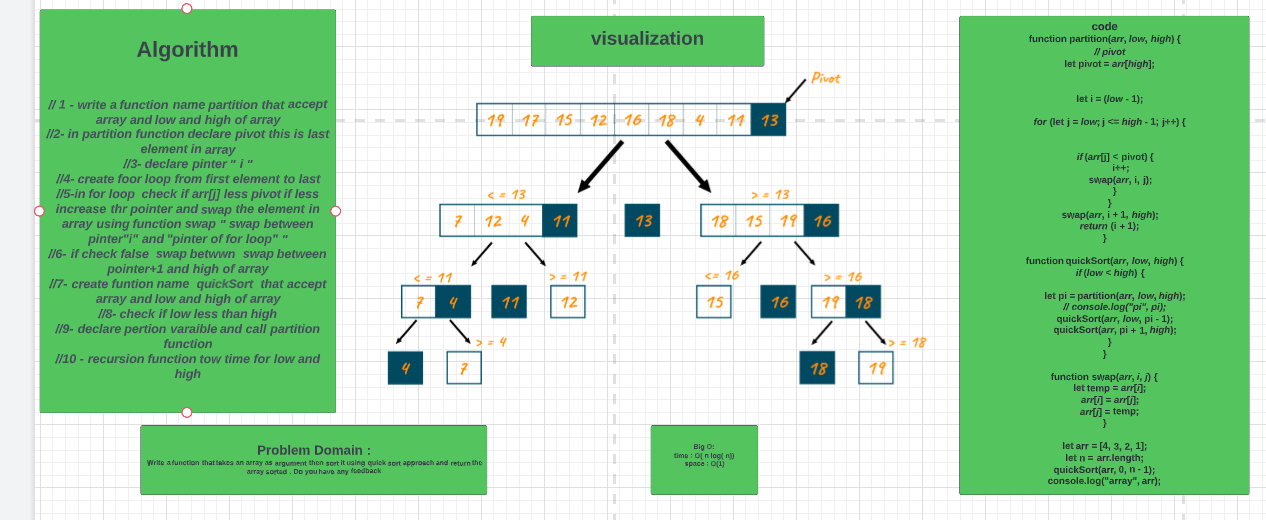 Algorithm
// 1 - write a function name partition that accept
array and low and high of array
//2- in partition function declare pivot this is last
element in array
//3- declare pinter " i "
//4- create foor loop from first element to last
//5-in for loop check if arr[j] less pivot if less
increase thr pointer and swap the element in
array using function swap " swap between
pinter"i" and "pinter of for loop" "
//6- if check false swap betwwn swap between
pointer+1 and high of array
//7- create funtion name quickSort that accept
array and low and high of array
//8- check if low less than high
//9- declare pertion varaible and call partition
function
//10 - recursion function tow time for low and
high
visualization
Pivot
19 17 15 12 16 18 4 11 13
< = 13
> = 13
7 12 4 11
13
18 15 19 16
< = 11
> = 11
<= 16
> = 16
7 4
11
12
15
16
19 18
> = 4
> = 18
4
7
18
19
Problem Domain :
Write a function that takes an array as argument then sort it using quick sort approach and return the
array sorted . Do you have any feedback
Big O:
time : O( n log( n))
space : O(1)
code
function partition(arr, low, high) {
// pivot
let pivot = arr[high];
let i = (low - 1);
for (let j = low; j <= high - 1; j++) {
if (arr[j] < pivot) {
i++;
swap(arr, i, j);
}
}
swap(arr, i + 1, high);
return (i + 1);
}
function quickSort(arr, low, high) {
if (low < high) {
let pi = partition(arr, low, high);
// console.log("pi", pi);
quickSort(arr, low, pi - 1);
quickSort(arr, pi + 1, high);
}
}
function swap(arr, i, j) {
let temp = arr[i];
arr[i] = arr[j];
arr[j] = temp;
}
let arr = [4, 3, 2, 1];
let n = arr.length;
quickSort(arr, 0, n - 1);
console.log("array", arr);